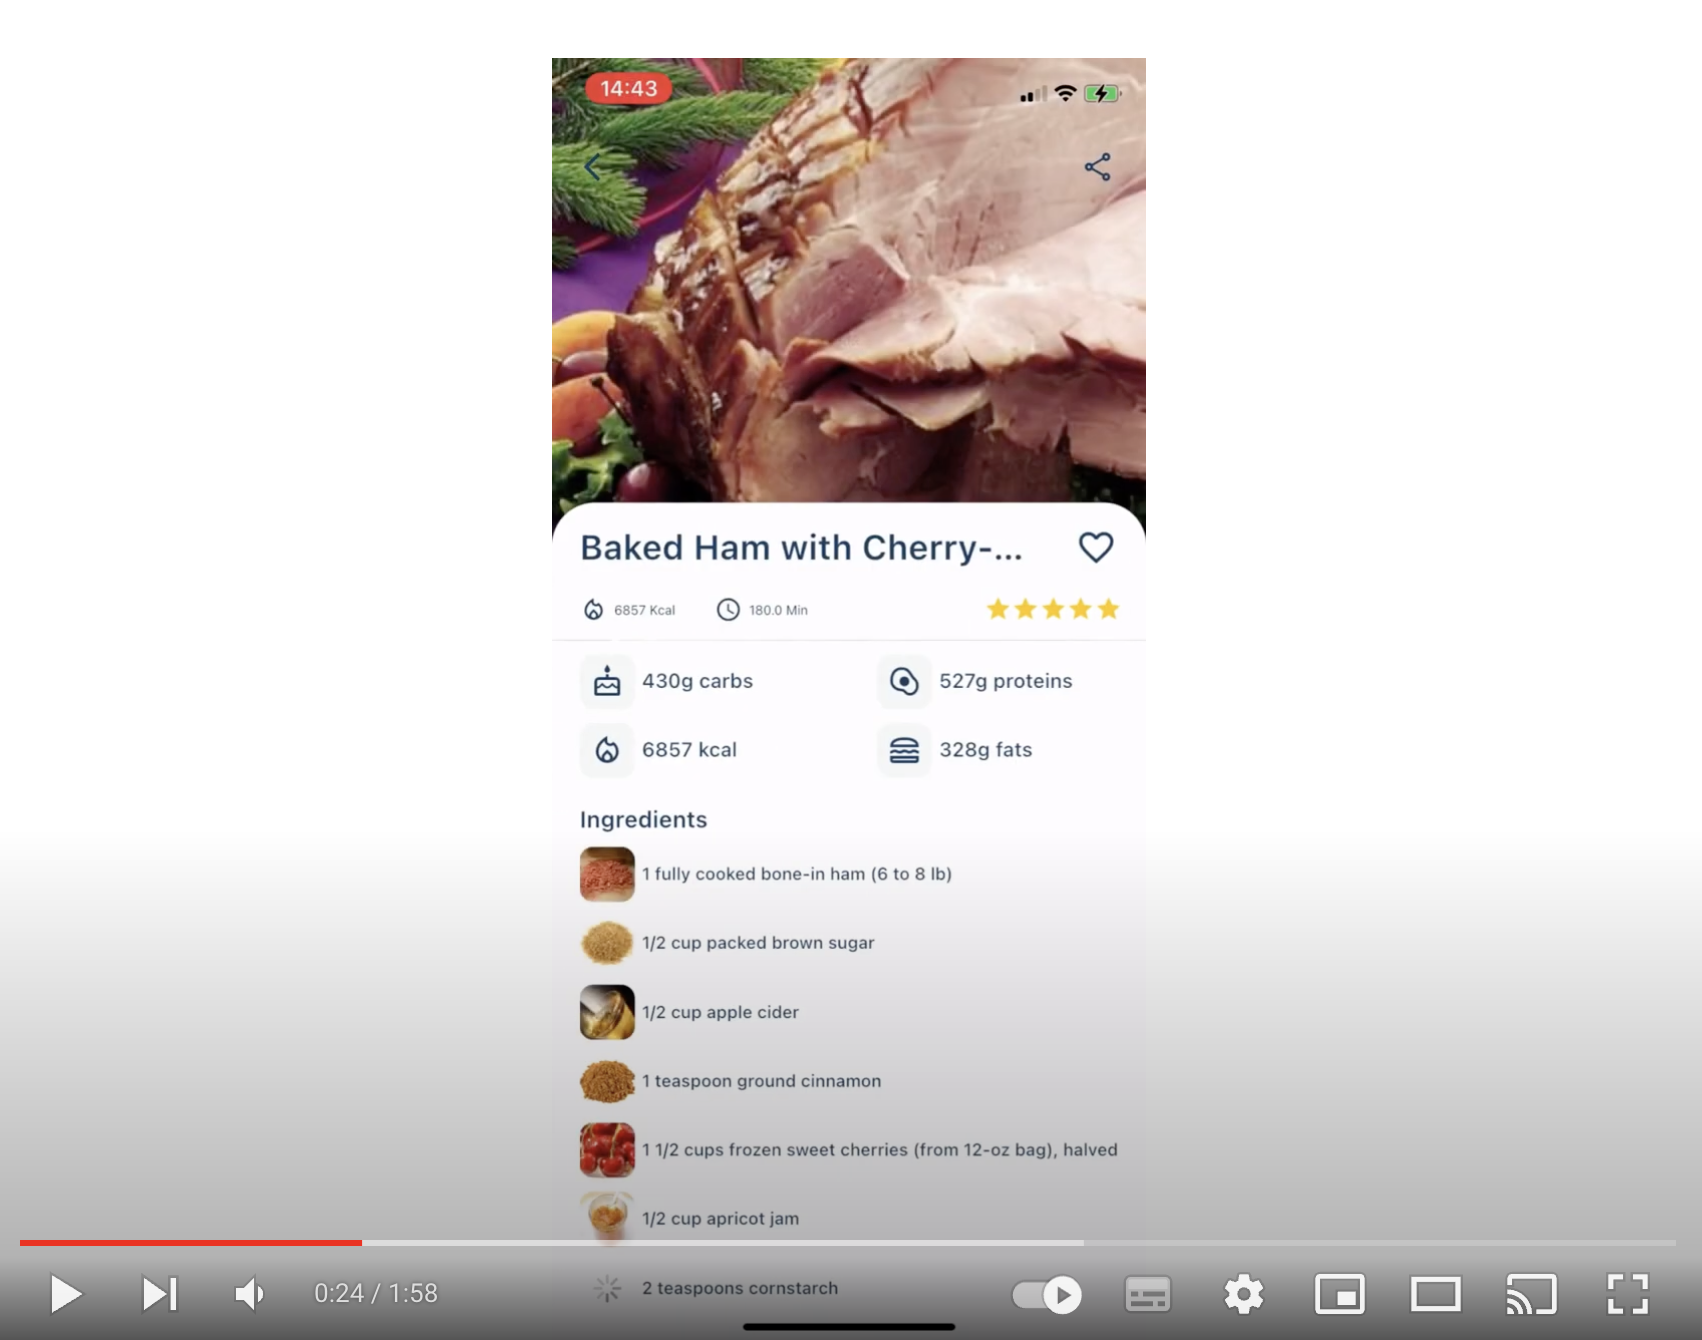 14:43
Baked Ham with Cherry-...
6857 Kcal 180.0 Min
430g carbs 527g proteins
6857 kcal 328g fats
Ingredients
1 fully cooked bone-in ham (6 to 8 lb)
1/2 cup packed brown sugar
1/2 cup apple cider
1 teaspoon ground cinnamon
1 1/2 cups frozen sweet cherries (from 12-oz bag), halved
1/2 cup apricot jam
2 teaspoons cornstarch
0:24 / 1:58